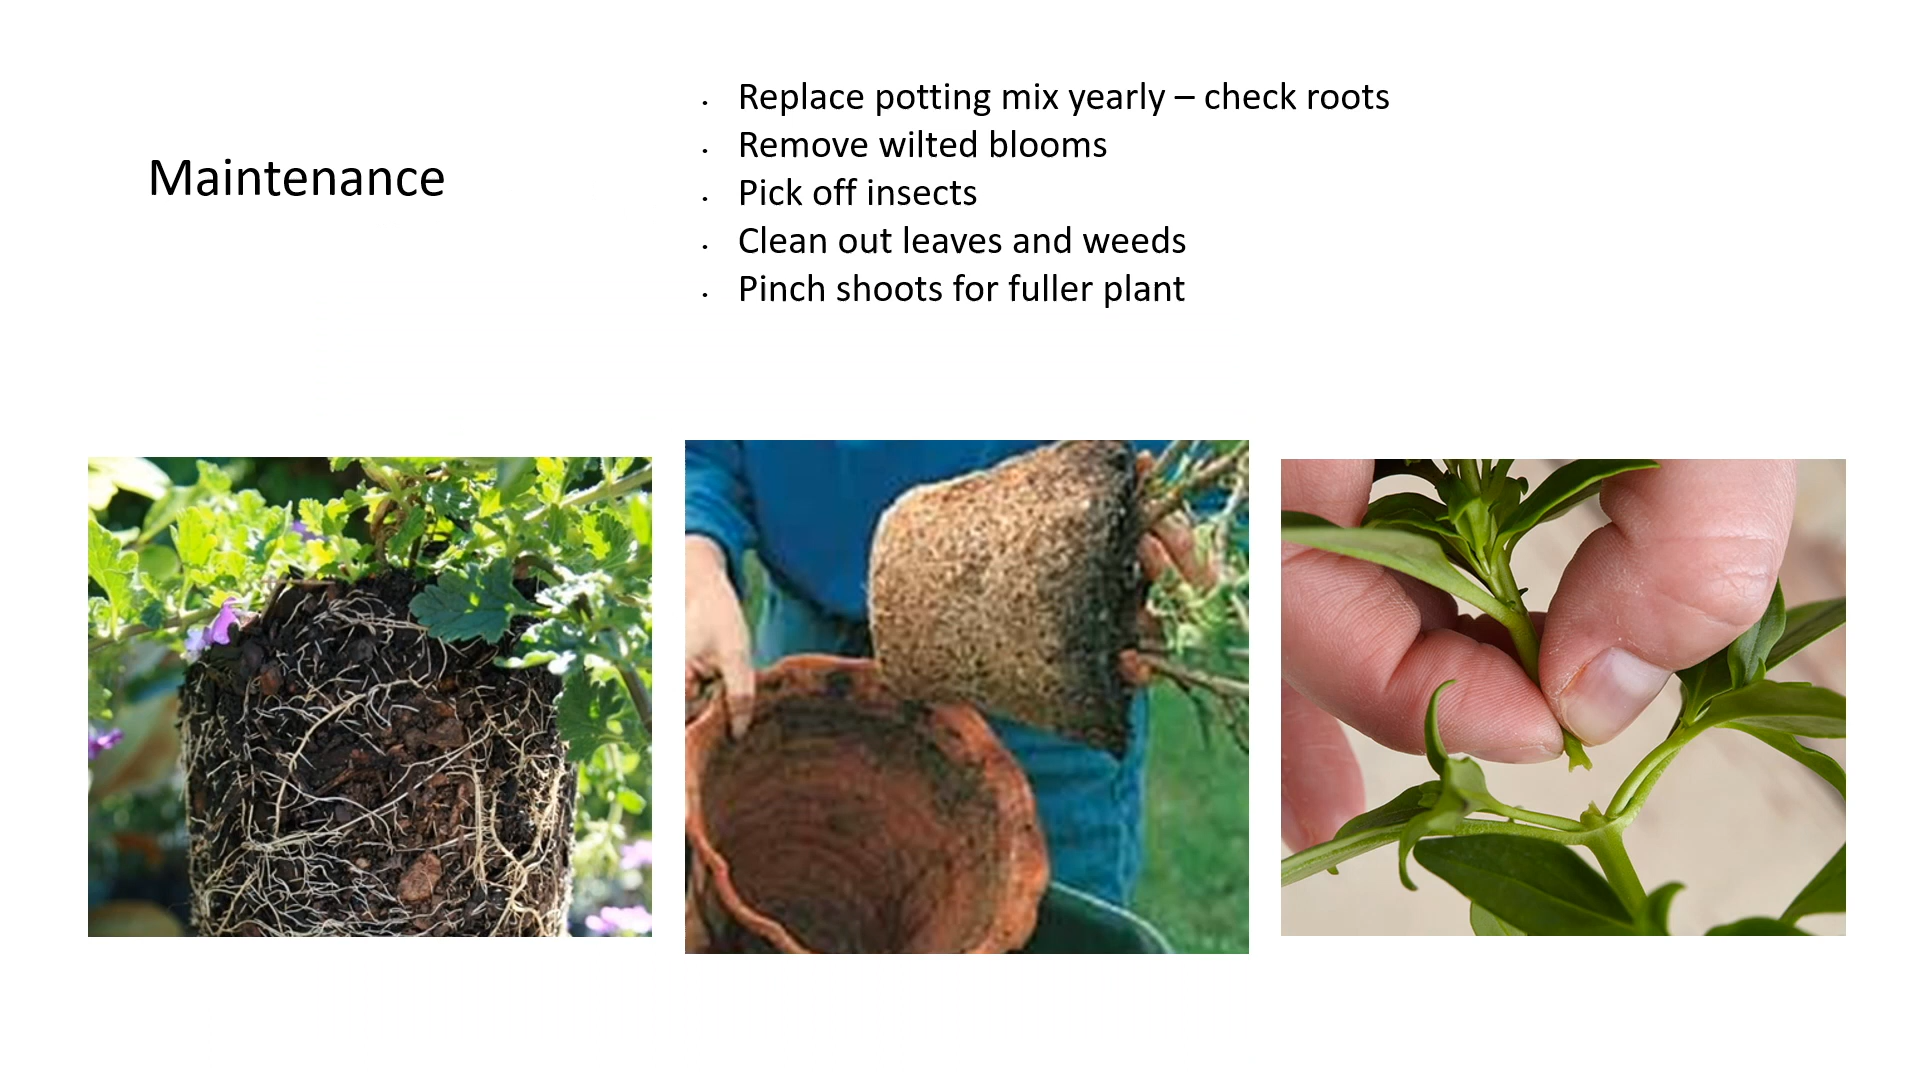 Maintenance
• Replace potting mix yearly – check roots
• Remove wilted blooms
• Pick off insects
• Clean out leaves and weeds
• Pinch shoots for fuller plant